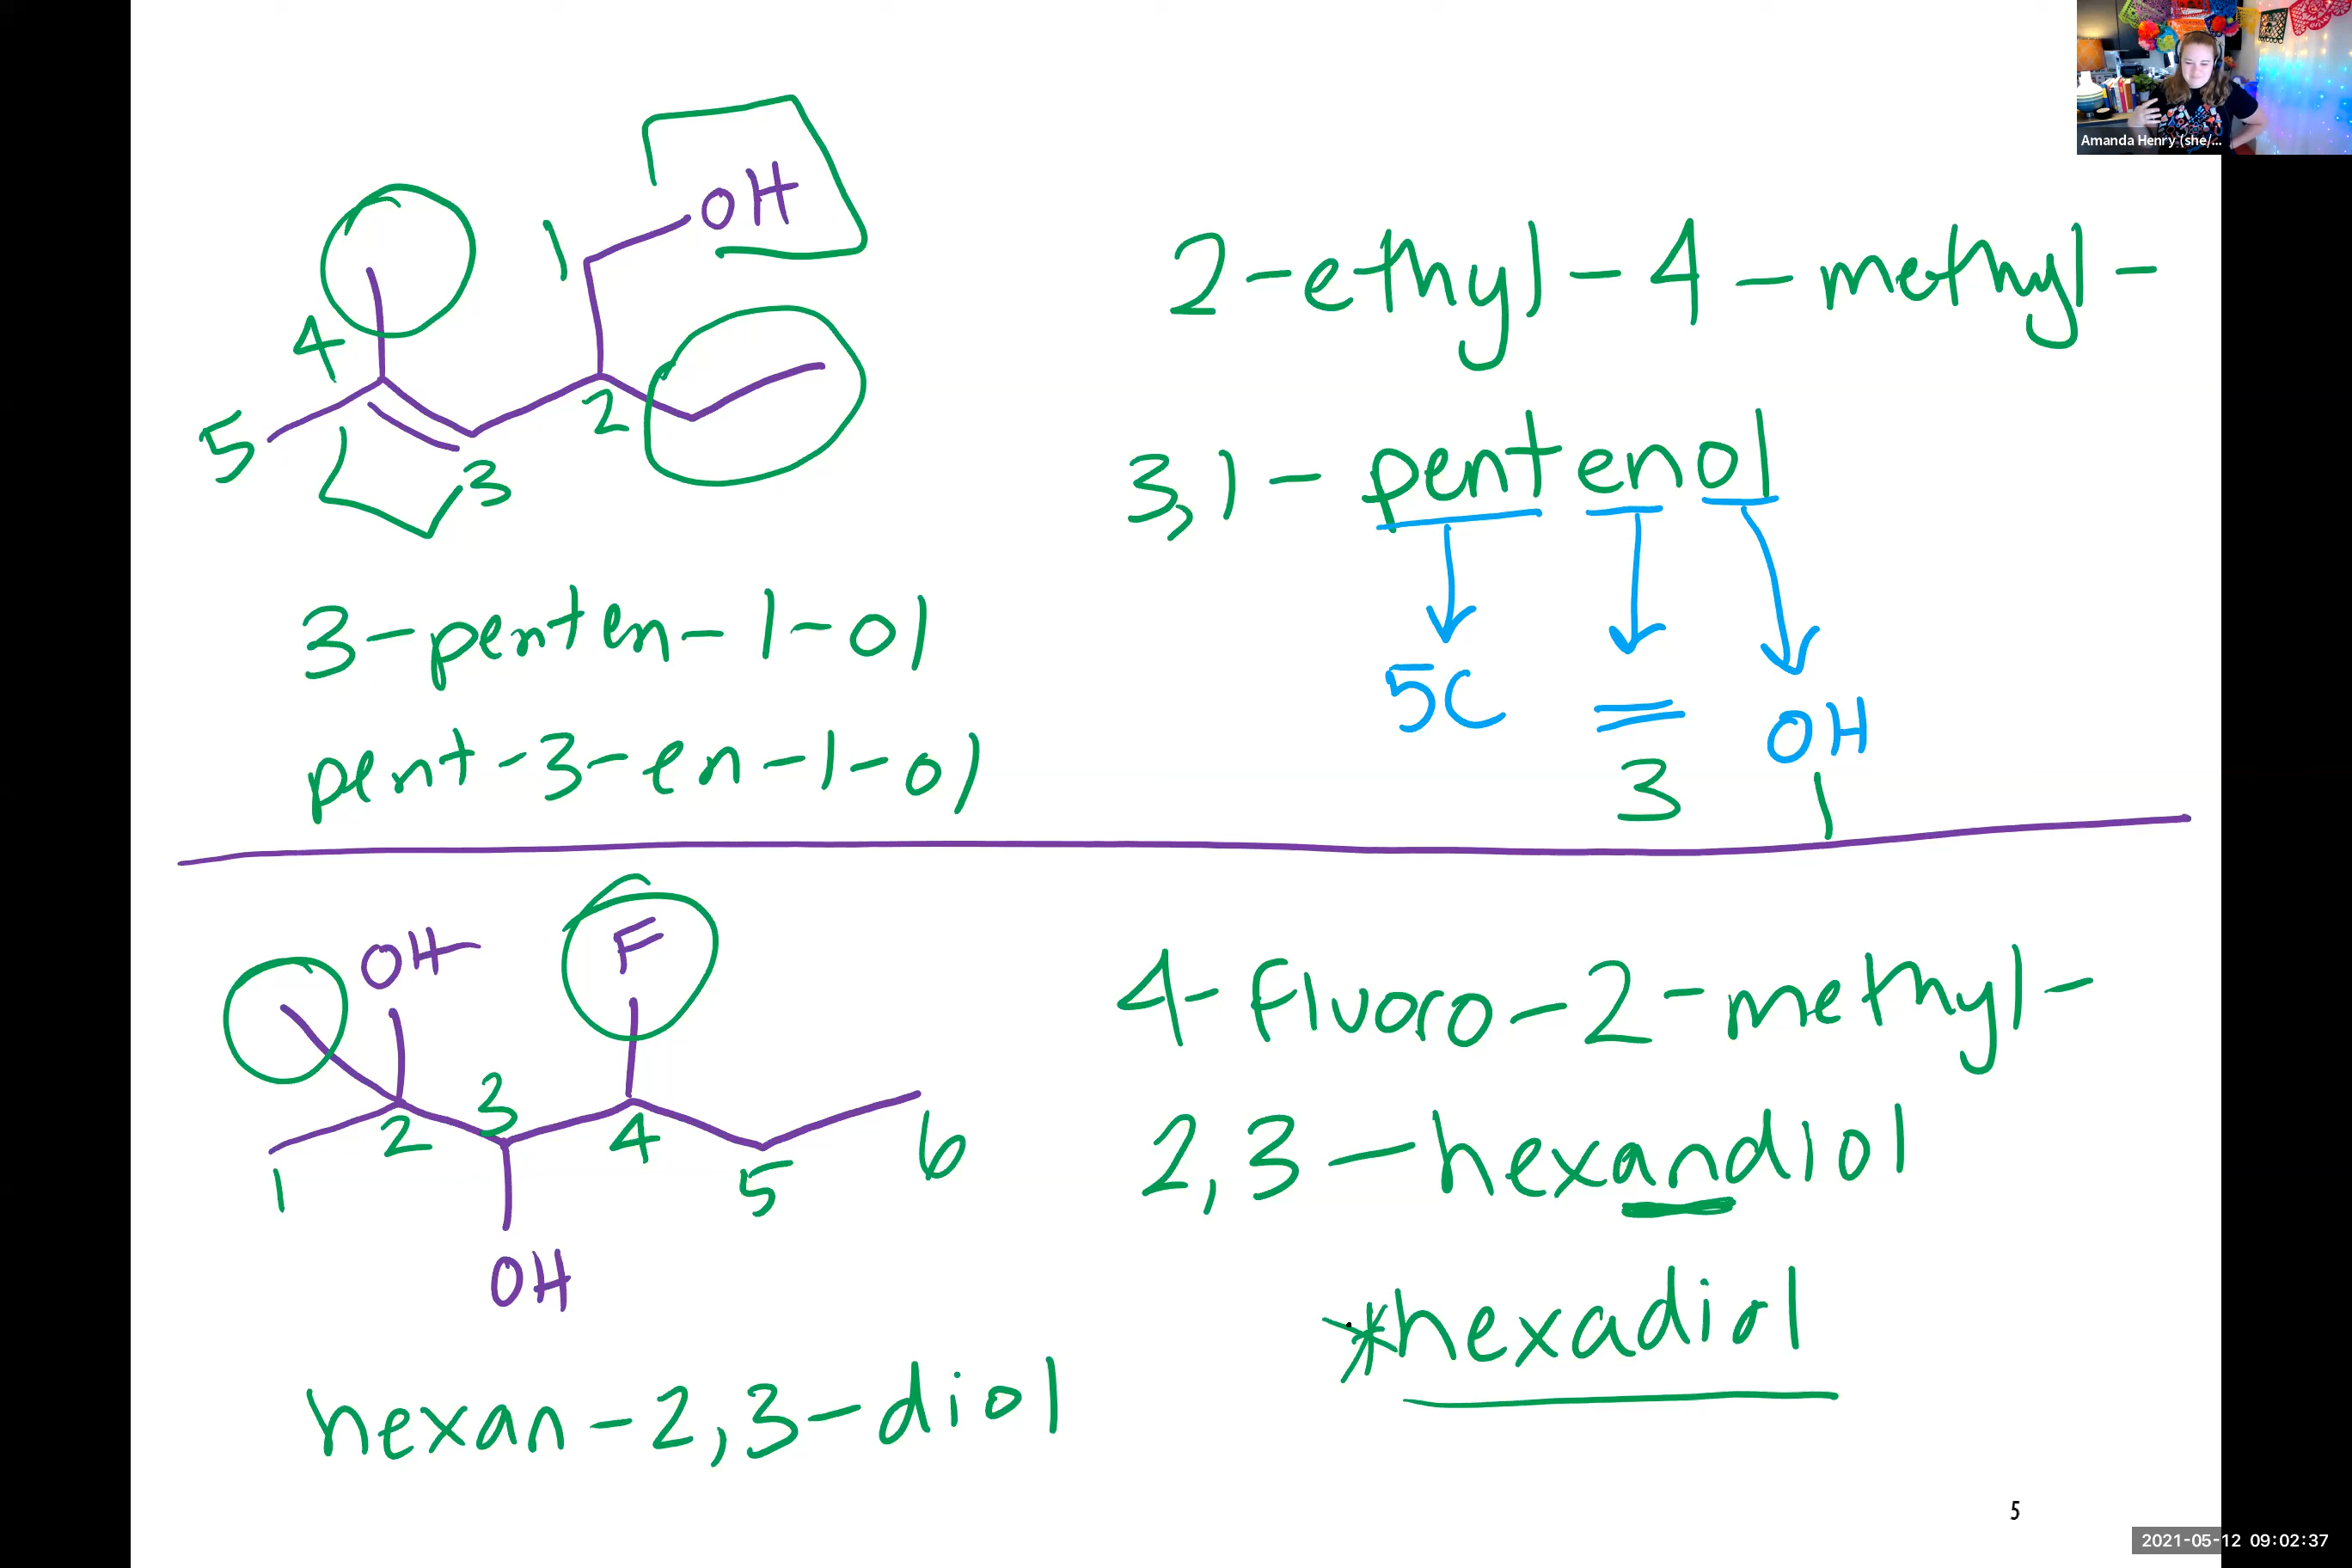 Amanda Henry (she/...
OH
1
4
5
2
3
2-ethyl-4-methyl-
3,1-pentenol
5C
=
OH
3
1
3-penten-1-ol
pent-3-en-1-ol
OH
F
3
2
4
1
5
6
OH
4-fluoro-2-methyl-
2,3-hexandiol
*hexadiol
hexan-2,3-diol
5
2021-05-12 09:02:37